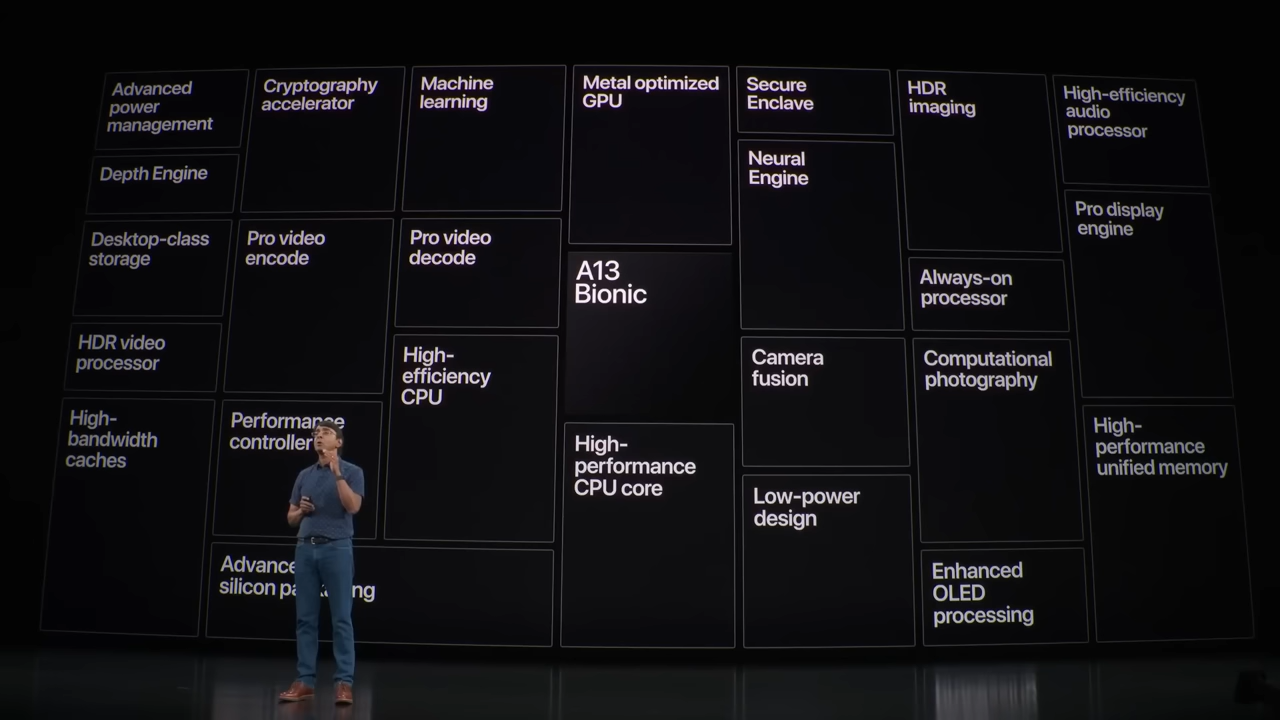 Advanced
power
management
Depth Engine
Desktop-class
storage
HDR video
processor
High-
bandwidth
caches
Cryptography
accelerator
Pro video
encode
Performance
controller
silicon
Machine
learning
Pro video
decode
High-
efficiency
CPU
Metal optimized
GPU
A13
Bionic
High-
performance
CPU core
Secure
Enclave
Neural
Engine
Camera
fusion
Low-power
design
HDR
imaging
Always-on
processor
Computational
photography
Enhanced
OLED
processing
High-efficiency
audio
processor
Pro display
engine
High-
performance
unified memory